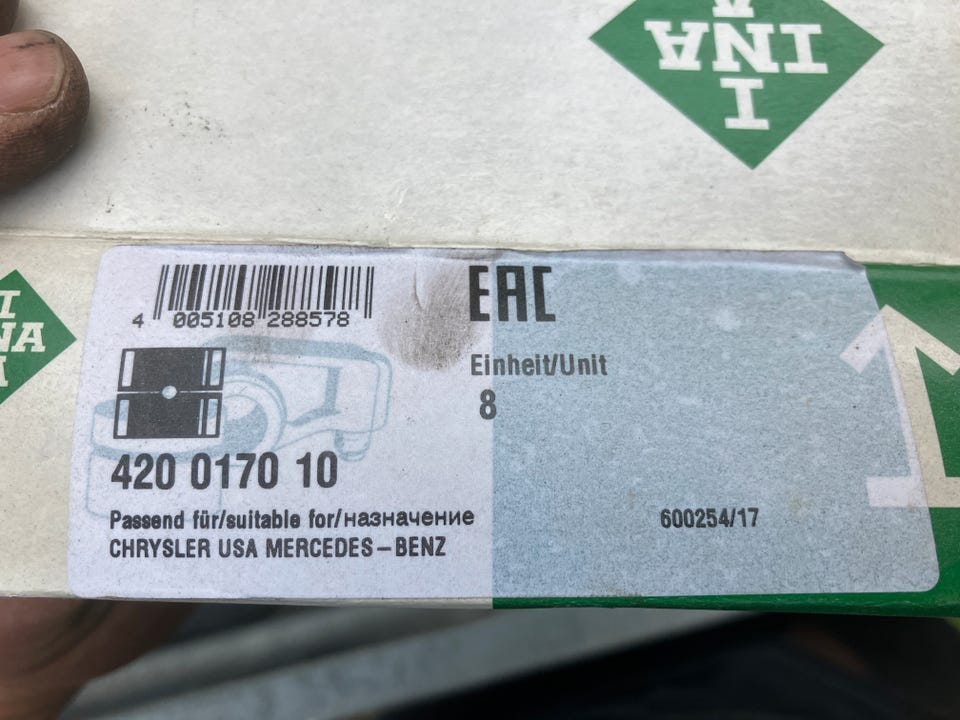 INA
INA
4 005108 288578
EAC
Einheit/Unit
8
420 0170 10
Passend für/suitable for/назначение
CHRYSLER USA MERCEDES-BENZ
600254/17